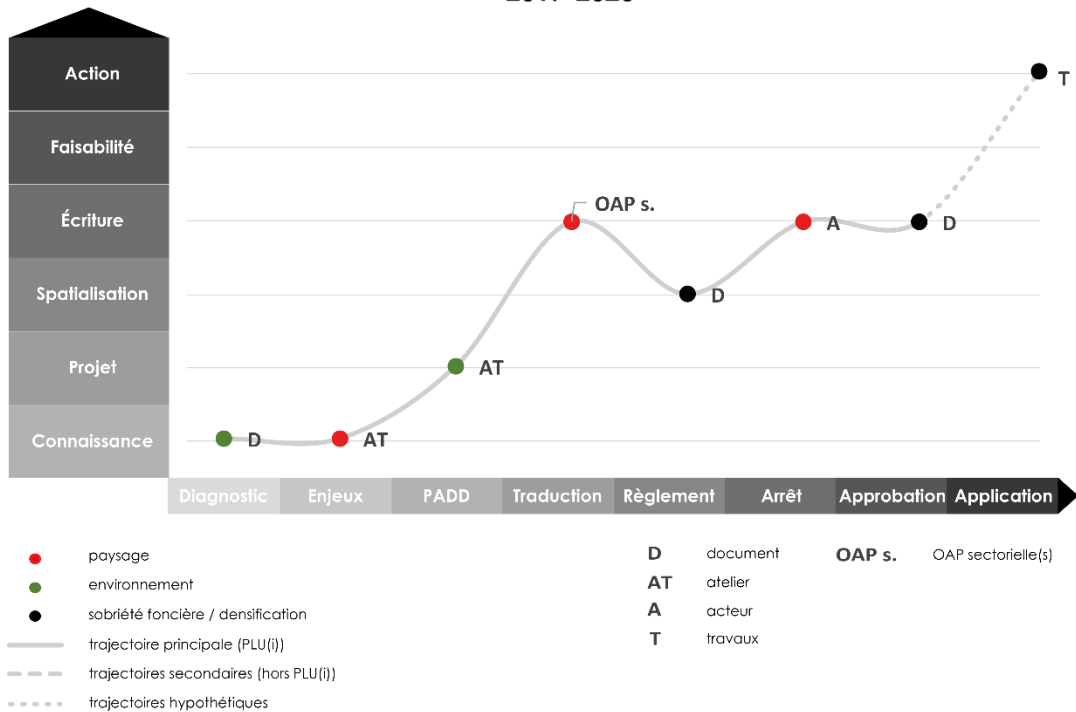 Action
T
Faisabilité
OAP s.
Écriture
A
D
Spatialisation
D
Projet
AT
Connaissance
D
AT
Diagnostic Enjeux PADD Traduction Règlement Arrêt Approbation Application
paysage
environnement
sobriété foncière / densification
trajectoire principale (PLU(i))
trajectoires secondaires (hors PLU(i))
trajectoires hypothétiques
D document
AT atelier
A acteur
T travaux
OAP s. OAP sectorielle(s)